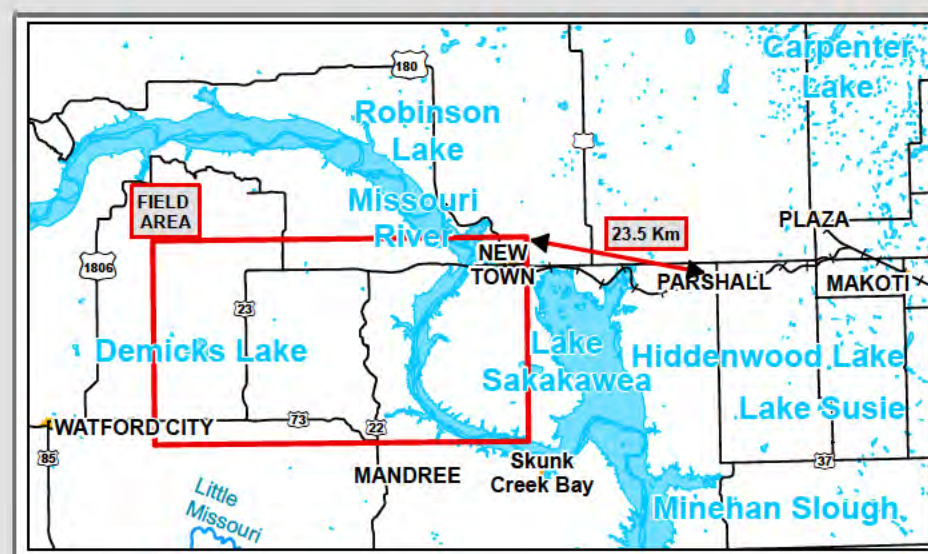 Carpenter
Lake
180
Robinson
Lake
Missouri
River
FIELD
AREA
PLAZA
23.5 Km
NEW
TOWN
1806
PARSHALL
MAKOTI
23
Demicks Lake
Lake
Sakakawea
Hiddenwood Lake
Lake Susie
WATFORD CITY
73
22
85
MANDREE
Skunk
Creek Bay
37
Little
Missouri
Minehan Slough